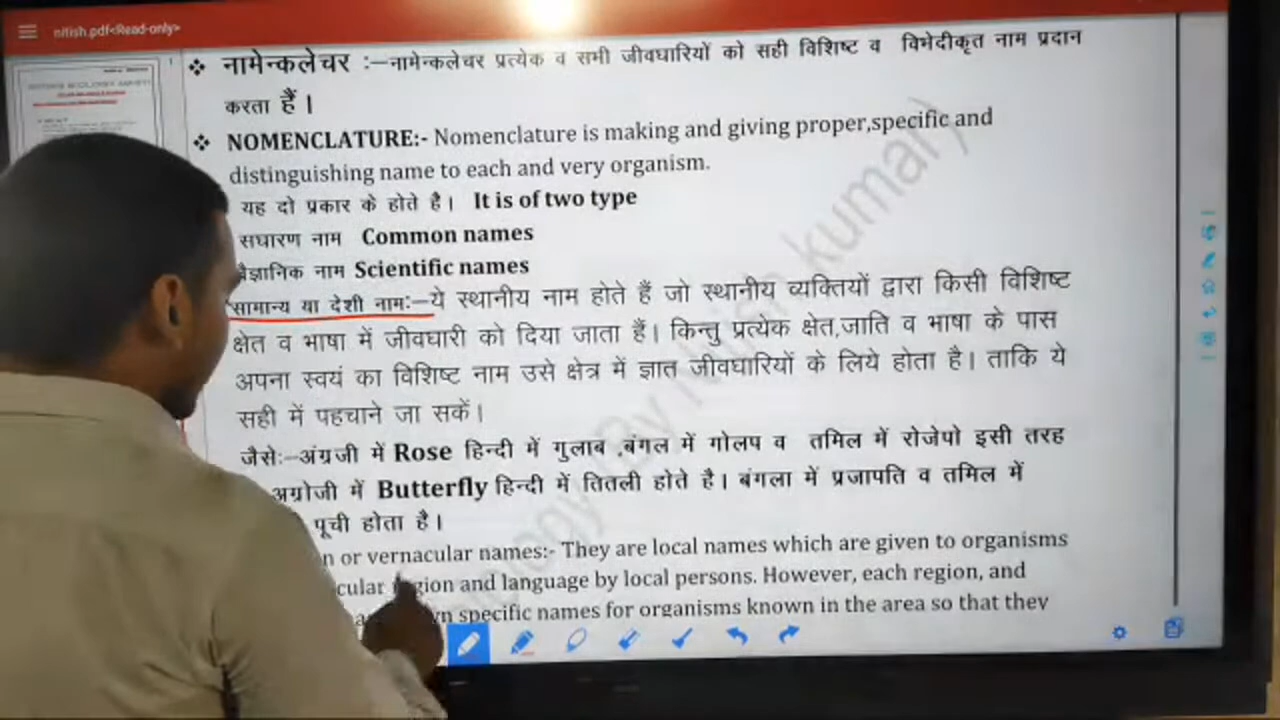 nitish.pdf<Read-only>
❖ नामेन्कलेचर :–नामेन्कलेचर प्रत्येक व सभी जीवधारियों को सही विशिष्ट व विभेदीकृत नाम प्रदान
करता हैं।
❖ NOMENCLATURE:- Nomenclature is making and giving proper,specific and
distinguishing name to each and very organism.
यह दो प्रकार के होते है। It is of two type
सधारण नाम Common names
वैज्ञानिक नाम Scientific names
सामान्य या देशी नामः–ये स्थानीय नाम होते हैं जो स्थानीय व्यक्तियों द्वारा किसी विशिष्ट
क्षेत व भाषा में जीवघारी को दिया जाता हैं। किन्तु प्रत्येक क्षेत,जाति व भाषा के पास
अपना स्वयं का विशिष्ट नाम उसे क्षेत्र में ज्ञात जीवधारियों के लिये होता है। ताकि ये
सही में पहचाने जा सकें।
जैसेः–अंग्रजी में Rose हिन्दी में गुलाब ,बंगल में गोलप व तमिल में रोजेपो इसी तरह
अग्रोजी में Butterfly हिन्दी में तितली होते है। बंगला में प्रजापति व तमिल में
पूची होता है।
or vernacular names:- They are local names which are given to organisms
region and language by local persons. However, each region, and
specific names for organisms known in the area so that they
(By Nitish kumar)